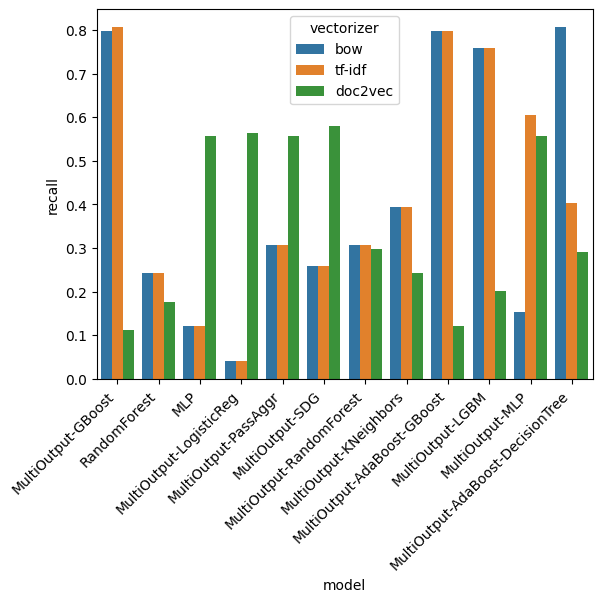 vectorizer
bow
tf-idf
doc2vec
recall
0.8
0.7
0.6
0.5
0.4
0.3
0.2
0.1
0.0
MultiOutput-GBoost
RandomForest
MLP
MultiOutput-LogisticReg
MultiOutput-PassAggr
MultiOutput-SDG
MultiOutput-RandomForest
MultiOutput-KNeighbors
MultiOutput-AdaBoost-GBoost
MultiOutput-LGBM
MultiOutput-MLP
MultiOutput-AdaBoost-DecisionTree
model